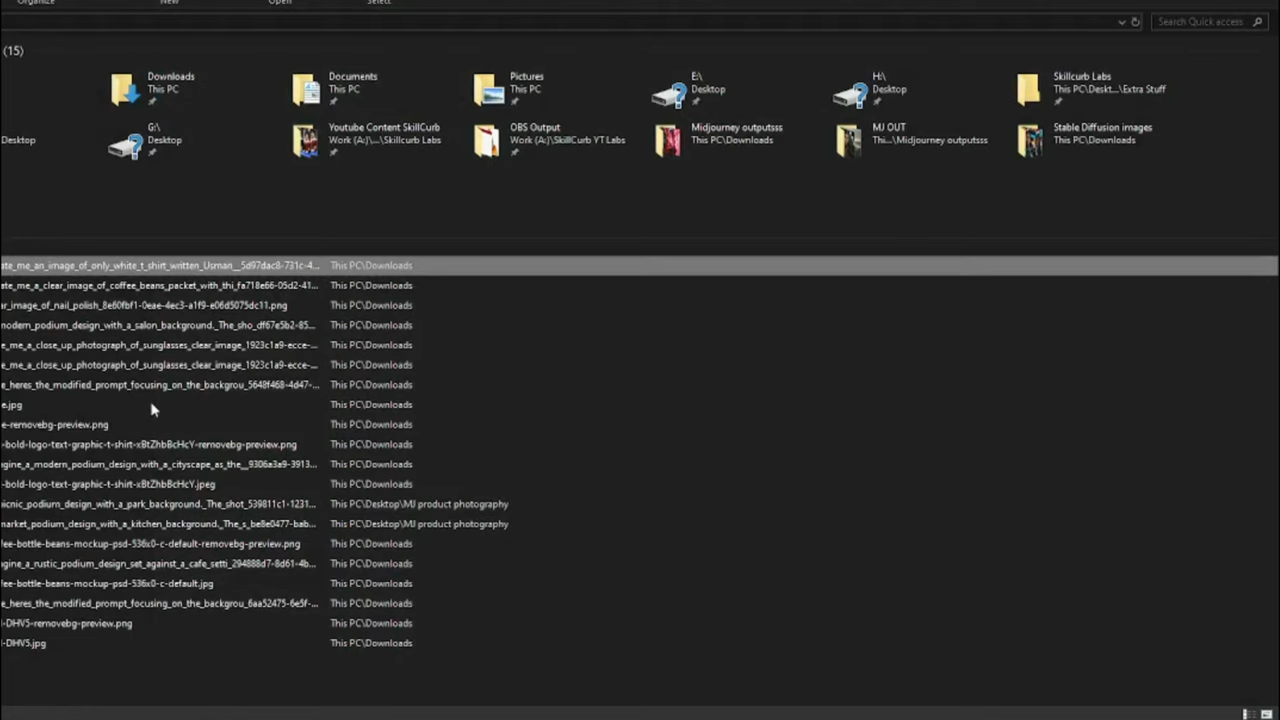 Organize New Open Select
Search Quick access
(15)
Downloads
This PC
Documents
This PC
Pictures
This PC
E:\
Desktop
H:\
Desktop
Skillcurb Labs
This PC\Deskt...\Extra Stuff
Desktop
G:\
Desktop
Youtube Content SkillCurb
Work (A:)\...\Skillcurb Labs
OBS Output
Work (A:)\SkillCurb YT Labs
Midjourney outputsss
This PC\Downloads
MJ OUT
Thi...\Midjourney outputsss
Stable Diffusion images
This PC\Downloads
ate_me_an_image_of_only_white_t_shirt_written_Usman__5d97dac8-731c-4... This PC\Downloads
ate_me_a_clear_image_of_coffee_beans_packet_with_thi_fa718e66-05d2-41... This PC\Downloads
ar_image_of_nail_polish_8e60fbf1-0eae-4ec3-a1f9-e06d5075dc11.png This PC\Downloads
modern_podium_design_with_a_salon_background._The_sho_df67e5b2-85... This PC\Downloads
e_me_a_close_up_photograph_of_sunglasses_clear_image_1923c1a9-ecce-... This PC\Downloads
e_me_a_close_up_photograph_of_sunglasses_clear_image_1923c1a9-ecce-... This PC\Downloads
e_heres_the_modified_prompt_focusing_on_the_backgrou_5648f468-4d47-... This PC\Downloads
e.jpg This PC\Downloads
e-removebg-preview.png This PC\Downloads
-bold-logo-text-graphic-t-shirt-xBtZhbBcHcY-removebg-preview.png This PC\Downloads
gine_a_modern_podium_design_with_a_cityscape_as_the__9306a3a9-3913... This PC\Downloads
-bold-logo-text-graphic-t-shirt-xBtZhbBcHcY.jpeg This PC\Downloads
picnic_podium_design_with_a_park_background._The_shot_539811c1-1231... This PC\Desktop\MJ product photography
market_podium_design_with_a_kitchen_background._The_s_be8e0477-bab... This PC\Desktop\MJ product photography
fee-bottle-beans-mockup-psd-536x0-c-default-removebg-preview.png This PC\Downloads
gine_a_rustic_podium_design_set_against_a_cafe_setti_294888d7-8d61-4b... This PC\Downloads
fee-bottle-beans-mockup-psd-536x0-c-default.jpg This PC\Downloads
e_heres_the_modified_prompt_focusing_on_the_backgrou_6aa52475-6e5f-... This PC\Downloads
l-DHV5-removebg-preview.png This PC\Downloads
l-DHV5.jpg This PC\Downloads